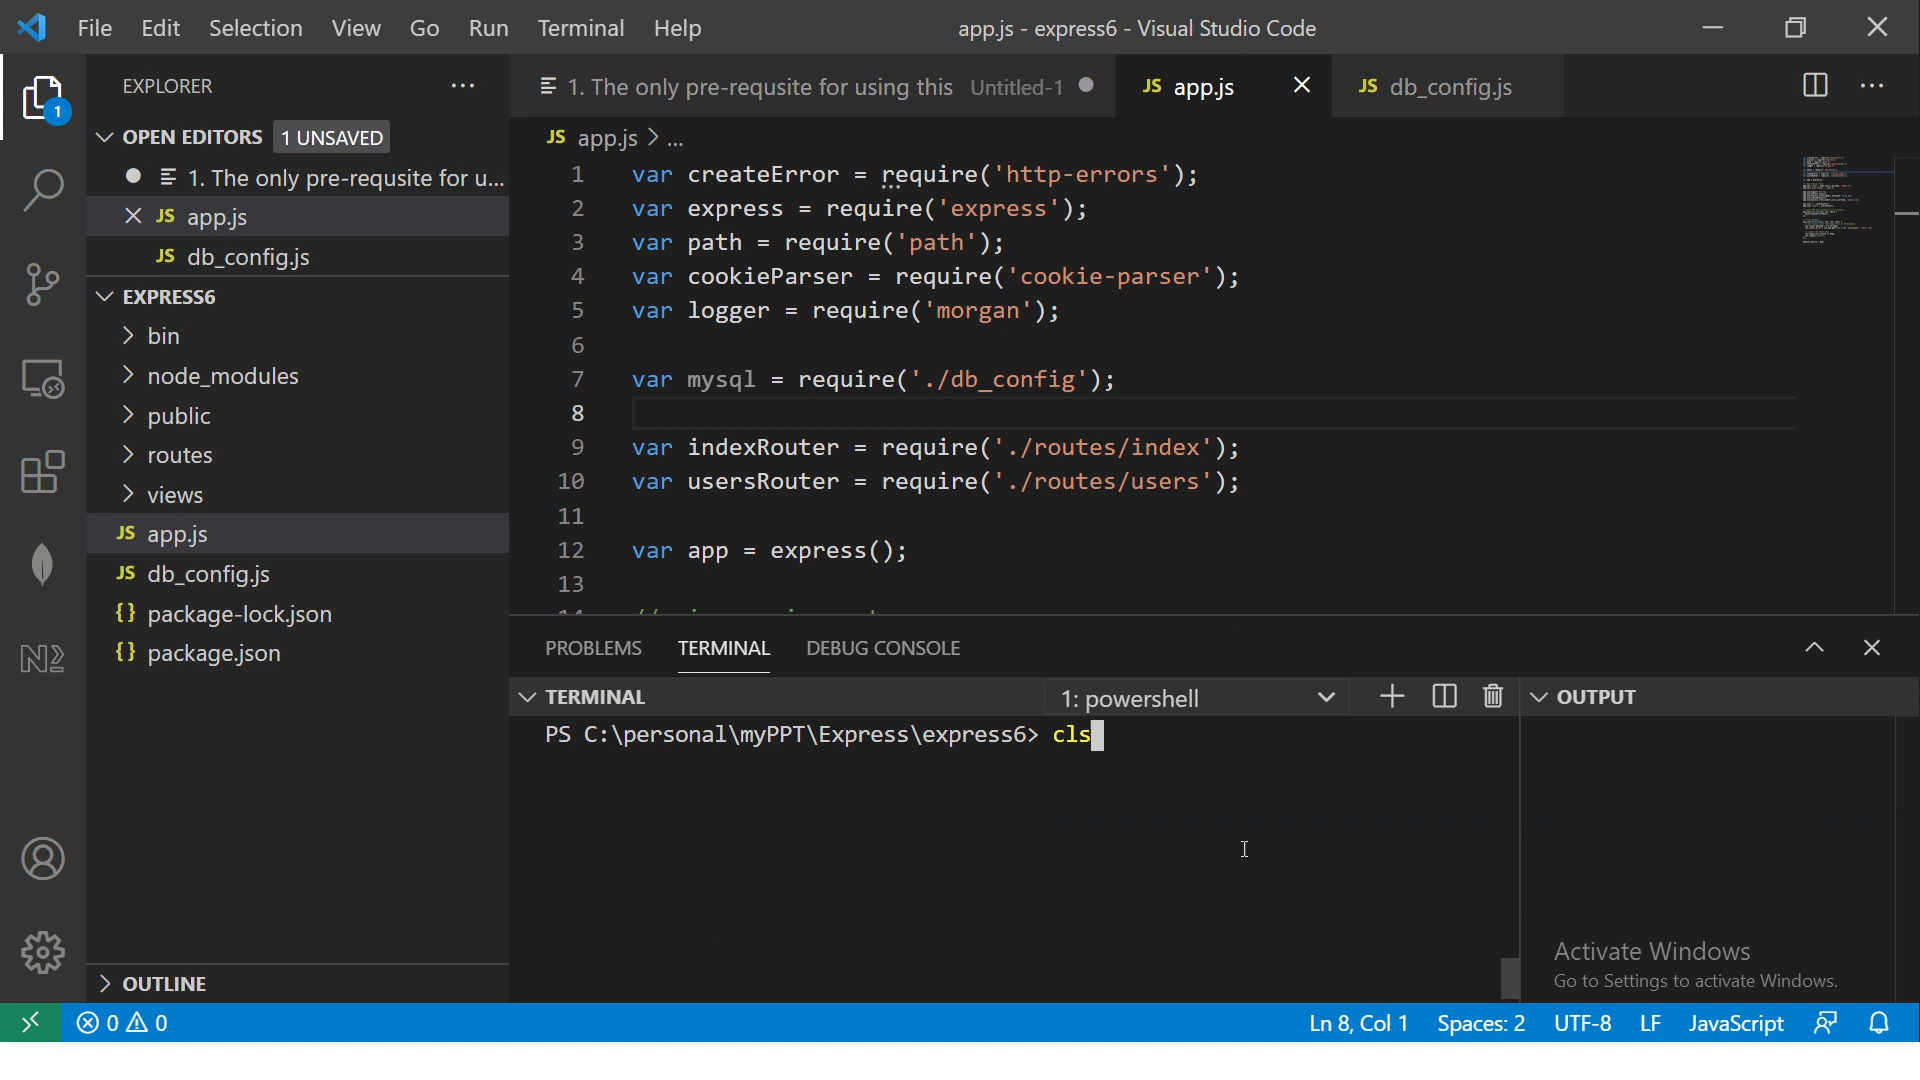 File Edit Selection View Go Run Terminal Help app.js - express6 - Visual Studio Code
EXPLORER
1
OPEN EDITORS 1 UNSAVED
1. The only pre-requsite for u...
JS app.js
JS db_config.js
EXPRESS6
bin
node_modules
public
routes
views
JS app.js
JS db_config.js
{} package-lock.json
{} package.json
OUTLINE
1. The only pre-requsite for using this Untitled-1 JS app.js JS db_config.js
JS app.js > ...
1 var createError = require('http-errors');
2 var express = require('express');
3 var path = require('path');
4 var cookieParser = require('cookie-parser');
5 var logger = require('morgan');
6
7 var mysql = require('./db_config');
8
9 var indexRouter = require('./routes/index');
10 var usersRouter = require('./routes/users');
11
12 var app = express();
13
PROBLEMS TERMINAL DEBUG CONSOLE
TERMINAL 1: powershell OUTPUT
PS C:\personal\myPPT\Express\express6> cls
Activate Windows
Go to Settings to activate Windows.
0 0 Ln 8, Col 1 Spaces: 2 UTF-8 LF JavaScript